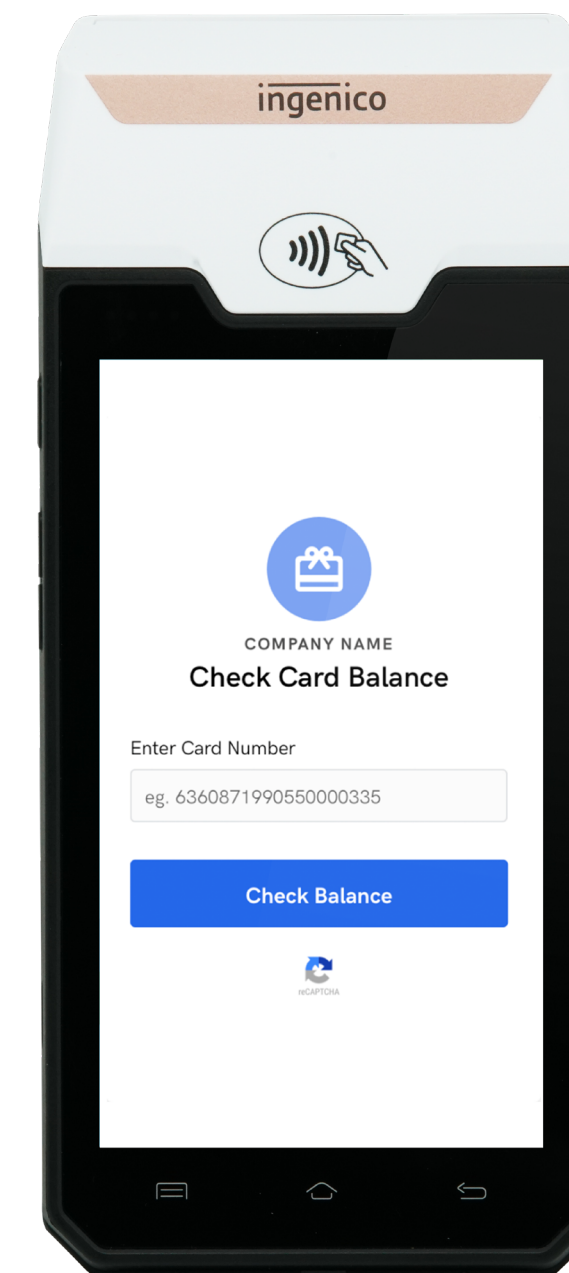 ingenico
COMPANY NAME
Check Card Balance
Enter Card Number
eg. 6360871990550000335
Check Balance
reCAPTCHA